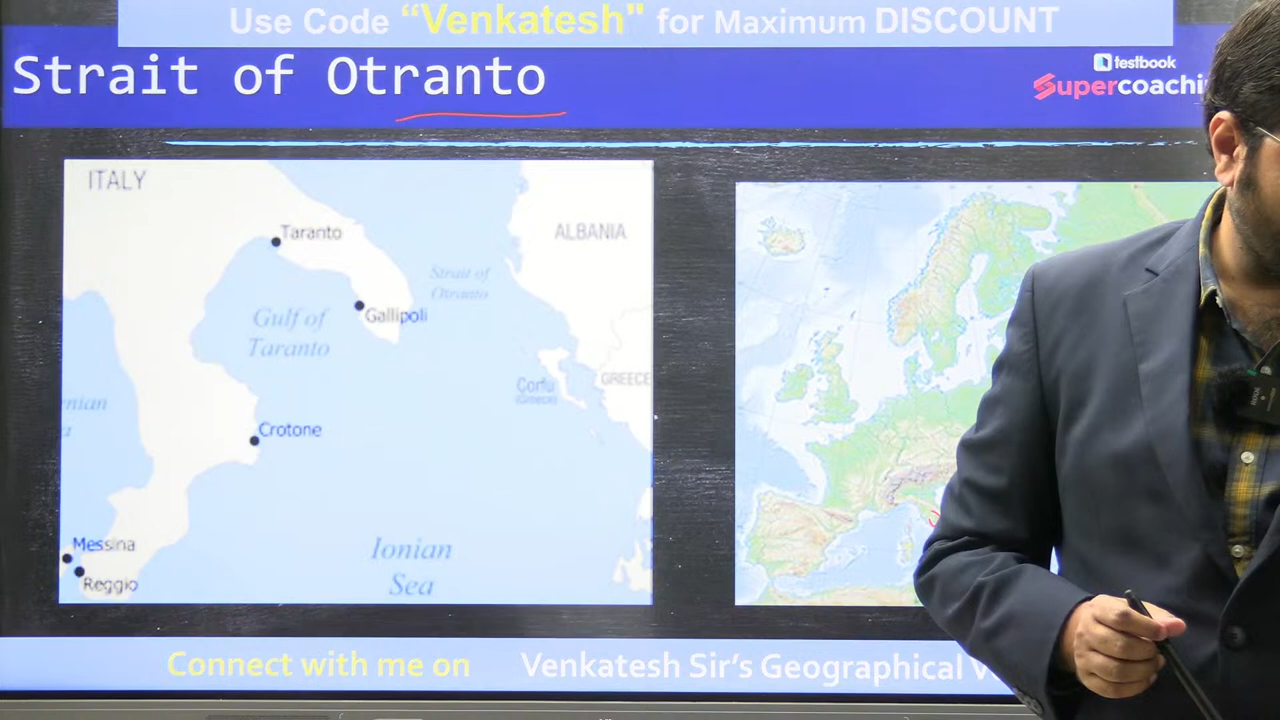 Use Code “Venkatesh" for Maximum DISCOUNT
Strait of Otranto
testbook
Supercoachi
ITALY
Taranto
ALBANIA
Strait of
Otranto
Gulf of
Taranto
Gallipoli
Corfu
(Greece)
GREECE
Crotone
Messina
Reggio
Ionian
Sea
Connect with me on Venkatesh Sir's Geographical